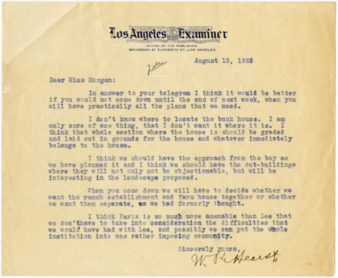 Los Angeles Examiner
OFFICE OF THE PUBLISHER
BROADWAY AT ELEVENTH ST., LOS ANGELES
August 15, 1925
Dear Miss Morgan:
In answer to your telegram I think it would be better
if you would not come down until the end of next week, when you
will have practically all the plans that we need.
I don't know where to locate the bunk house. I am
only sure of one thing, that I don't want it where it is. I
think that whole section where the house is should be graded
and laid out in grounds for the house and whatever immediately
belongs to the house.
I think we should have the approach from the bay as
we have planned it and I think we should have the out-buildings
where they will not only not be objectionable, but will be
interesting in the landscape proposed.
When you come down we will have to decide whether we
want the ranch establishment and farm house together or whether
we want them separate, as we had formerly thought.
I think Parks is so much more amenable than Lee that
we don't have to take into consideration the difficulties that
we would have had with Lee, and possibly we can put the whole
institution into one rather imposing community.
Sincerely yours,
W. R. Hearst